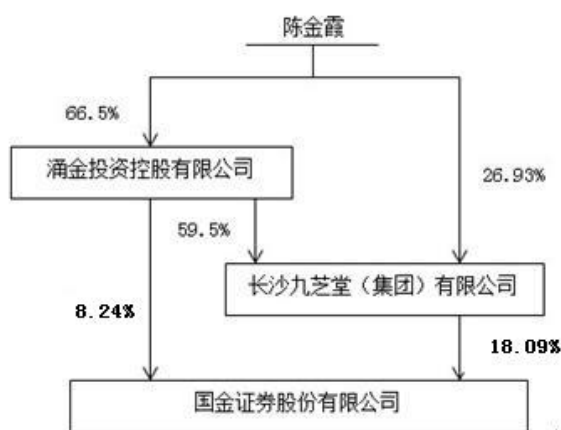 陈金霞
66.5%
涌金投资控股有限公司
26.93%
59.5%
长沙九芝堂（集团）有限公司
8.24%
18.09%
国金证券股份有限公司